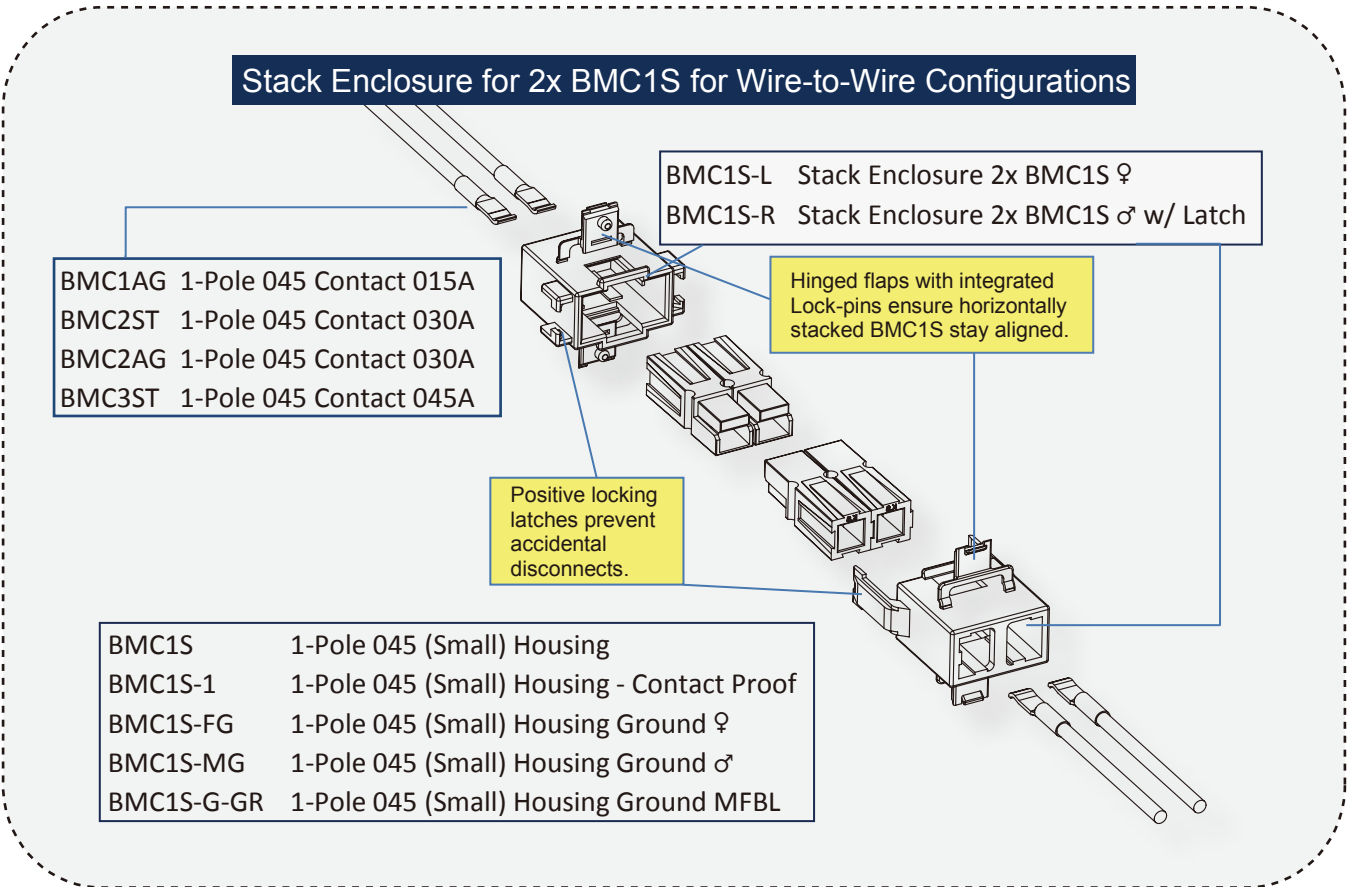 Stack Enclosure for 2x BMC1S for Wire-to-Wire Configurations
BMC1S-L Stack Enclosure 2x BMC1S ♀
BMC1S-R Stack Enclosure 2x BMC1S ♂ w/ Latch
BMC1AG 1-Pole 045 Contact 015A
BMC2ST 1-Pole 045 Contact 030A
BMC2AG 1-Pole 045 Contact 030A
BMC3ST 1-Pole 045 Contact 045A
Hinged flaps with integrated
Lock-pins ensure horizontally
stacked BMC1S stay aligned.
Positive locking
latches prevent
accidental
disconnects.
BMC1S 1-Pole 045 (Small) Housing
BMC1S-1 1-Pole 045 (Small) Housing - Contact Proof
BMC1S-FG 1-Pole 045 (Small) Housing Ground ♀
BMC1S-MG 1-Pole 045 (Small) Housing Ground ♂
BMC1S-G-GR 1-Pole 045 (Small) Housing Ground MFBL